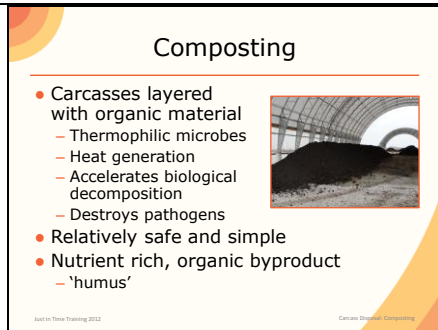 Composting
• Carcasses layered
with organic material
– Thermophilic microbes
– Heat generation
– Accelerates biological
decomposition
– Destroys pathogens
• Relatively safe and simple
• Nutrient rich, organic byproduct
– ‘humus’
Just in Time Training 2012
Carcass Disposal: Composting